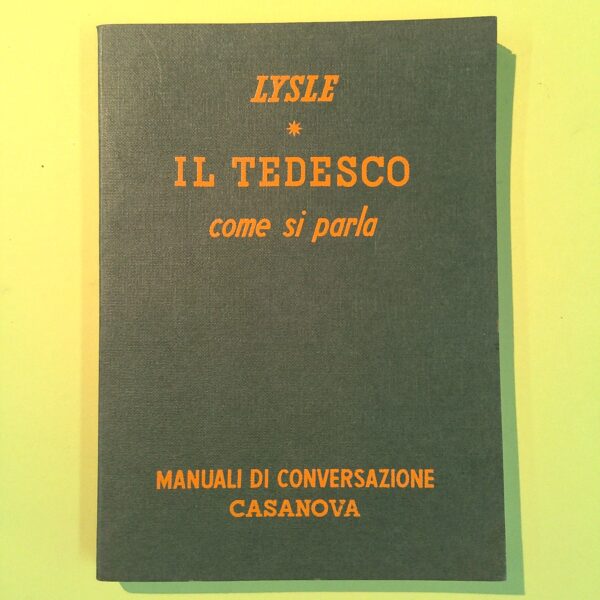 LYSLE
*
IL TEDESCO
come si parla
MANUALI DI CONVERSAZIONE
CASANOVA